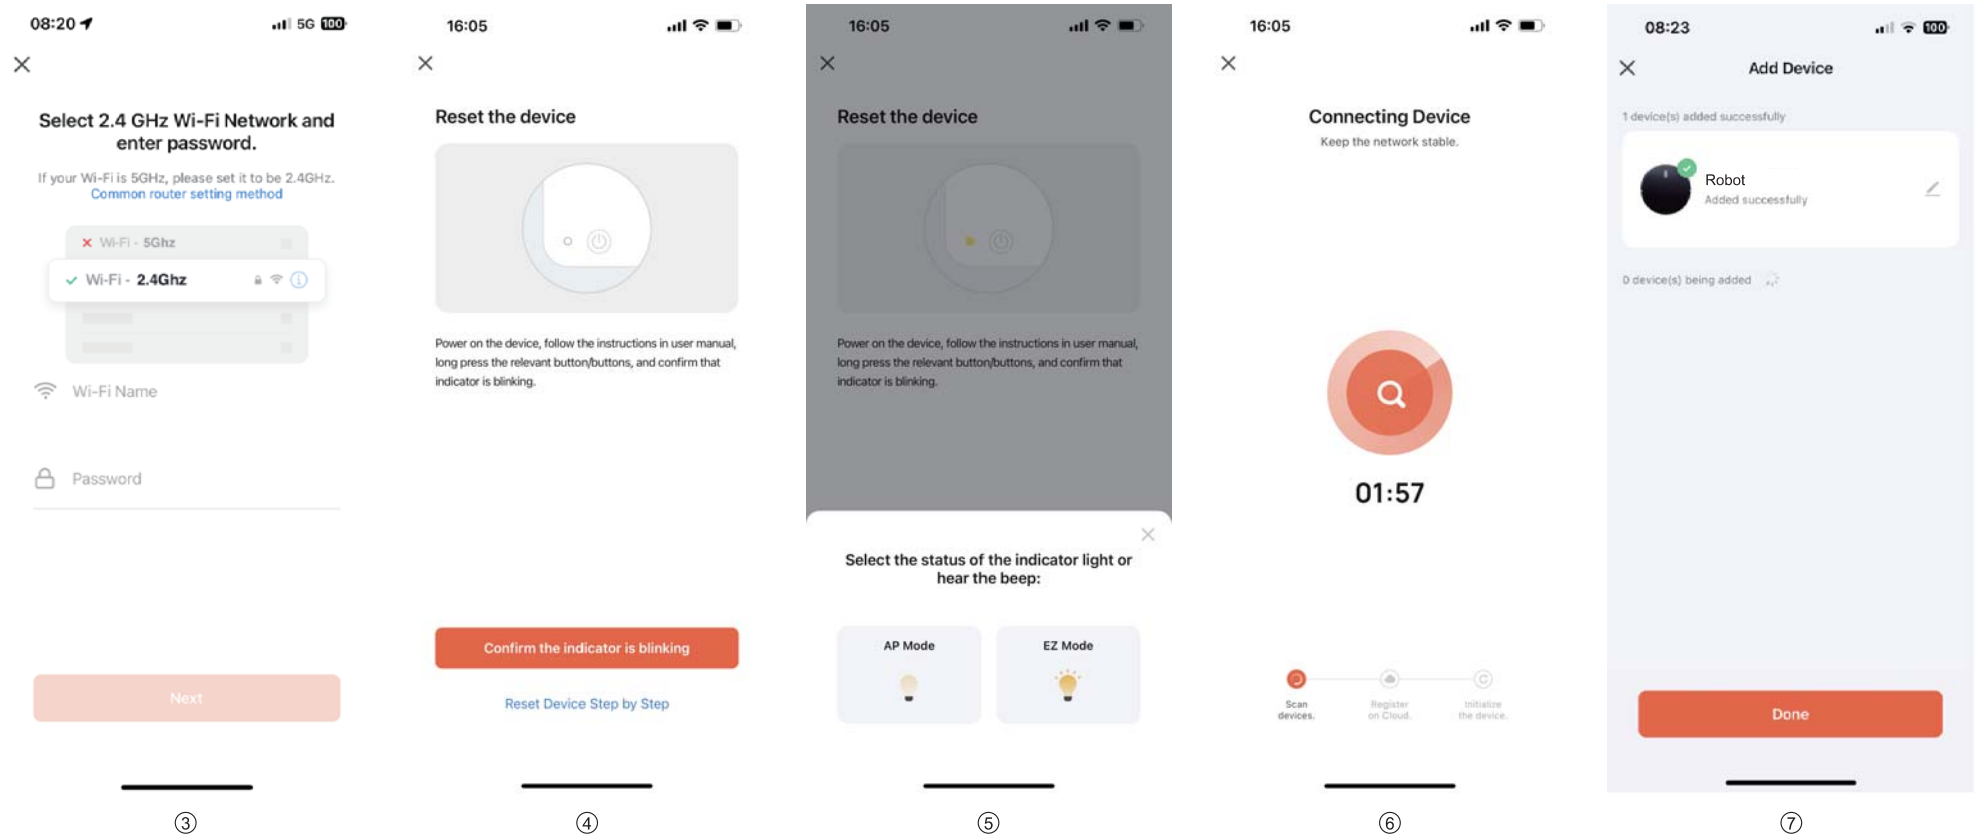 08:20
5G 100
Select 2.4 GHz Wi-Fi Network and
enter password.
If your Wi-Fi is 5GHz, please set it to be 2.4GHz.
Common router setting method
Wi-Fi - 5Ghz
Wi-Fi - 2.4Ghz
Wi-Fi Name
Password
Next
③
16:05
Reset the device
Power on the device, follow the instructions in user manual,
long press the relevant button/buttons, and confirm that
indicator is blinking.
Confirm the indicator is blinking
Reset Device Step by Step
④
16:05
Reset the device
Power on the device, follow the instructions in user manual,
long press the relevant button/buttons, and confirm that
indicator is blinking.
Select the status of the indicator light or
hear the beep:
AP Mode
EZ Mode
⑤
16:05
Connecting Device
Keep the network stable.
01:57
Scan
devices.
Register
on Cloud.
Initialize
the device.
⑥
08:23
100
Add Device
1 device(s) added successfully
Robot
Added successfully
0 device(s) being added
Done
⑦